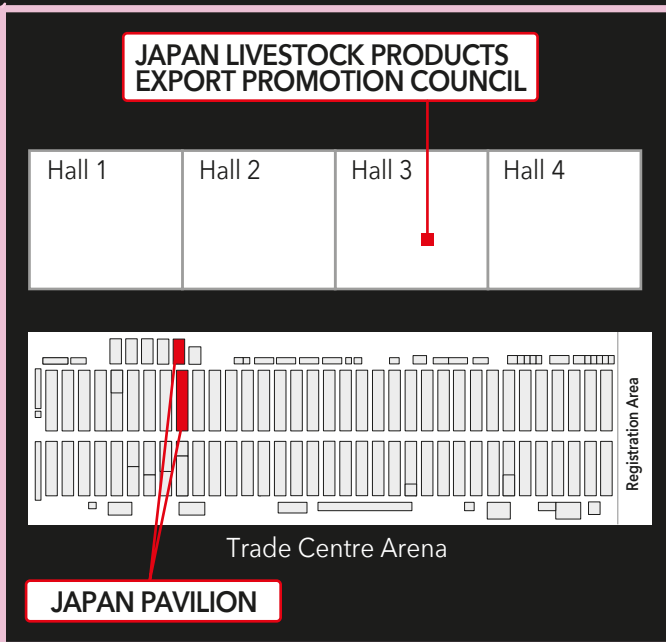 JAPAN LIVESTOCK PRODUCTS
EXPORT PROMOTION COUNCIL
Hall 1
Hall 2
Hall 3
Hall 4
Registration Area
Trade Centre Arena
JAPAN PAVILION